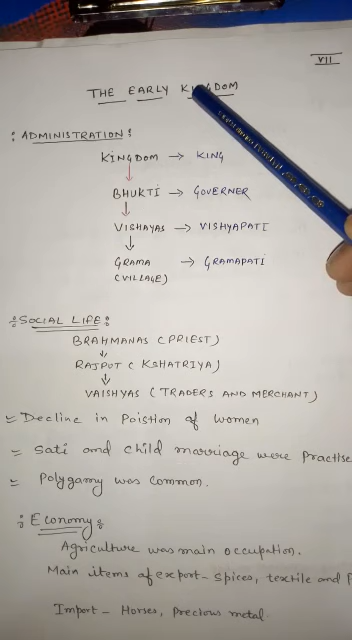 VII
THE EARLY KINGDOM
:ADMINISTRATION:
KINGDOM → KING
↓
BHUKTI → GOVERNER
↓
VISHAYAS → VISHYAPATI
↓
GRAMA → GRAMAPATI
(VILLAGE)
:SOCIAL LIFE:
BRAHMANAS (PRIEST)
↓
RAJPUT (KSHATRIYA)
↓
VAISHYAS (TRADERS AND MERCHANT)
= Decline in Paistion of women
= Sati and child marriage were Practise
= Polygamy was common.
: Economy:
Agriculture was main occupation.
Main items of export - spices, textile and
Import - Horses, Precious metal.